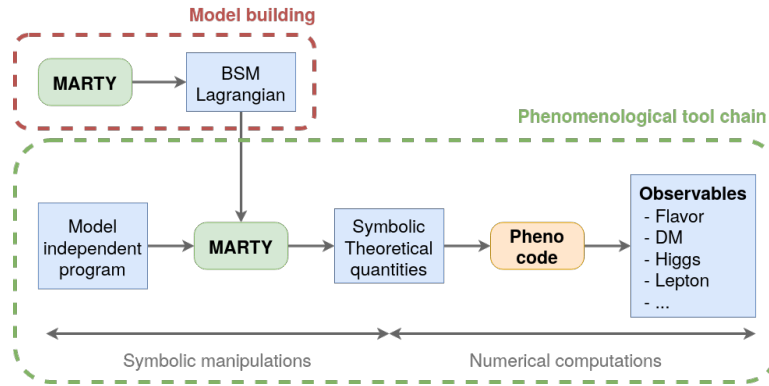 Model building
MARTY
BSM
Lagrangian
Phenomenological tool chain
Model
independent
program
MARTY
Symbolic
Theoretical
quantities
Pheno
code
Observables
- Flavor
- DM
- Higgs
- Lepton
- ...
Symbolic manipulations
Numerical computations